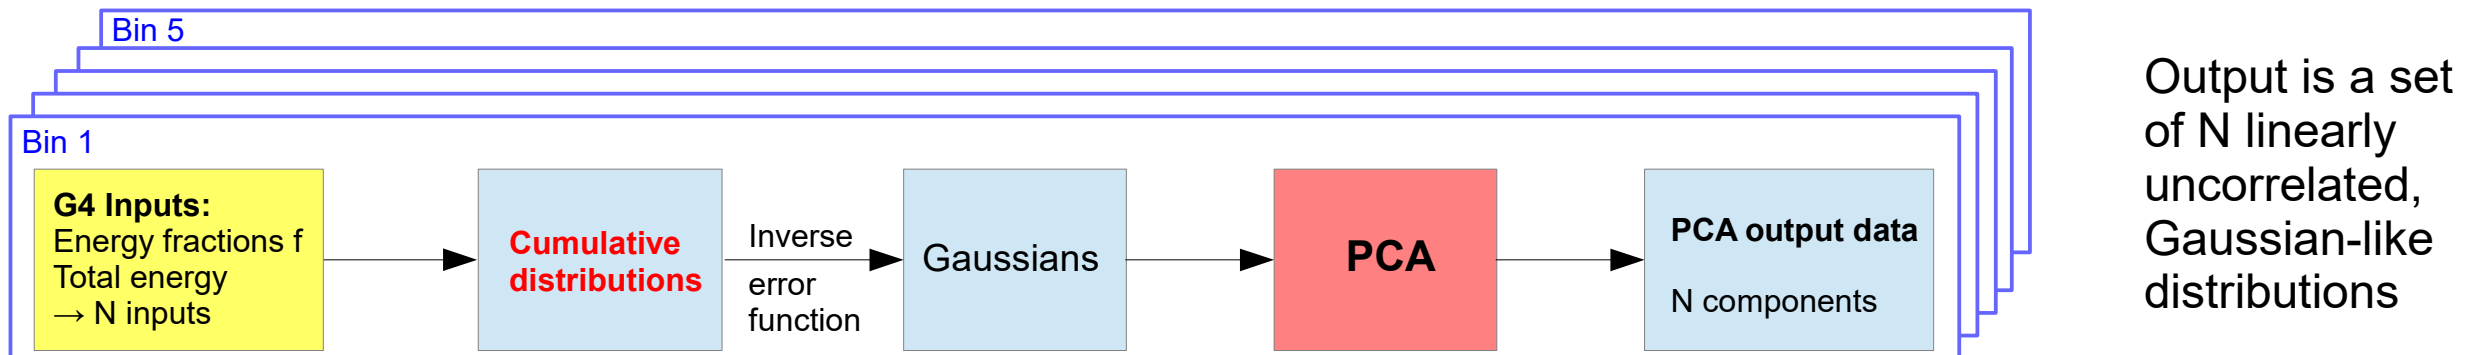 Bin 5
Bin 1
G4 Inputs:
Energy fractions f
Total energy
→ N inputs
Cumulative
distributions
Inverse
error
function
Gaussians
PCA
PCA output data
N components
Output is a set
of N linearly
uncorrelated,
Gaussian-like
distributions